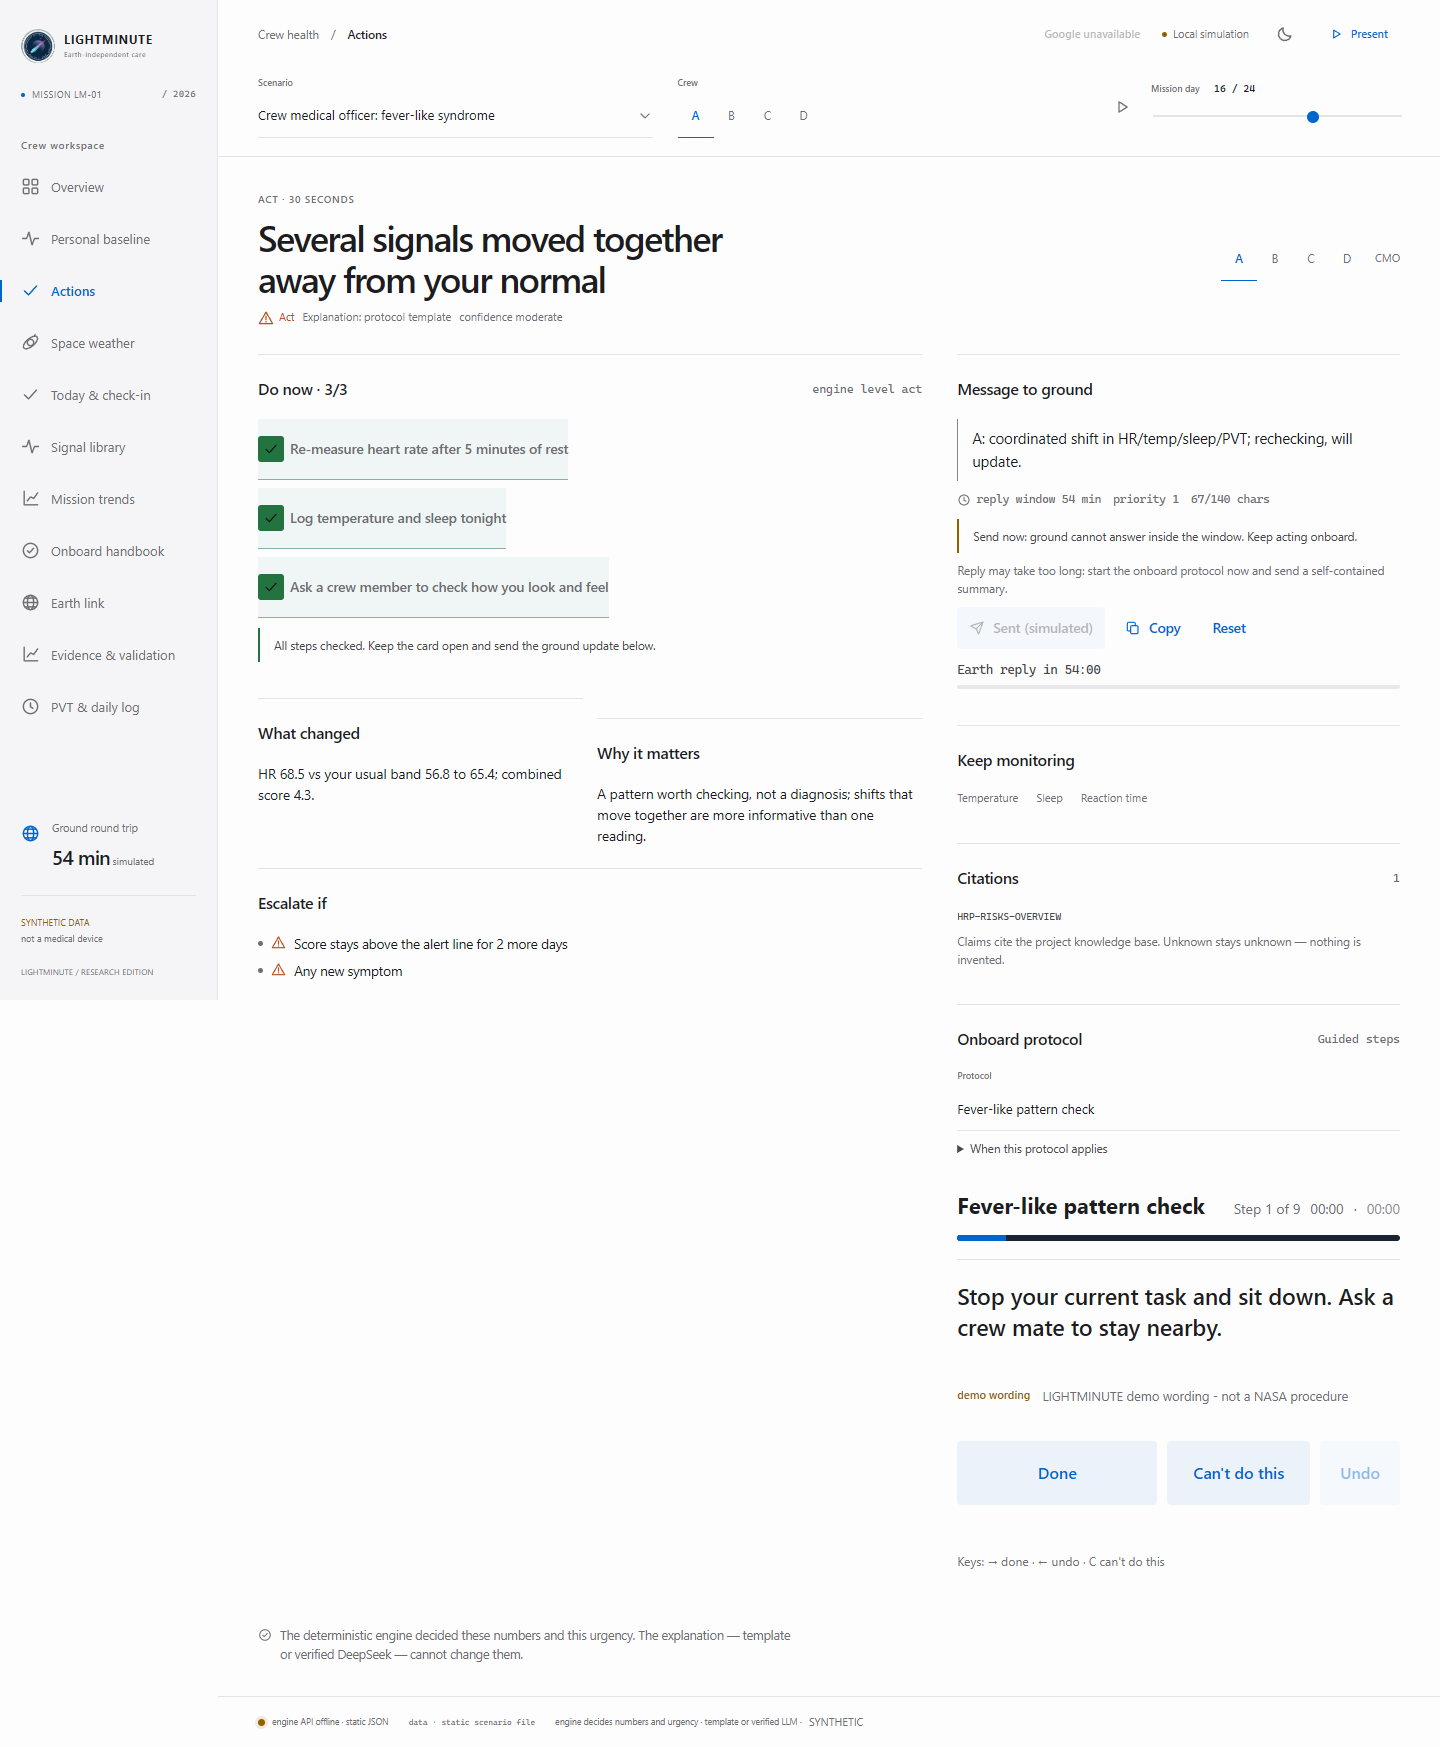 LIGHTMINUTE
Earth independent care
MISSION LM-01 / 2026
Crew workspace
Overview
Personal baseline
Actions
Space weather
Today & check-in
Signal library
Mission trends
Onboard handbook
Earth link
Evidence & validation
PVT & daily log
Ground round trip
54 min simulated
SYNTHETIC DATA
not a medical device
LIGHTMINUTE / RESEARCH EDITION
Crew health / Actions
Google unavailable
Local simulation
Present
Scenario
Crew medical officer: fever-like syndrome
Crew
A B C D
Mission day 16 / 24
ACT · 30 SECONDS
Several signals moved together
away from your normal
Act Explanation: protocol template confidence moderate
A B C D CMO
Do now · 3/3
engine level act
Re-measure heart rate after 5 minutes of rest
Log temperature and sleep tonight
Ask a crew member to check how you look and feel
All steps checked. Keep the card open and send the ground update below.
What changed
HR 68.5 vs your usual band 56.8 to 65.4; combined
score 4.3.
Why it matters
A pattern worth checking, not a diagnosis; shifts that
move together are more informative than one
reading.
Escalate if
Score stays above the alert line for 2 more days
Any new symptom
Message to ground
A: coordinated shift in HR/temp/sleep/PVT; rechecking, will
update.
reply window 54 min priority 1 67/140 chars
Send now: ground cannot answer inside the window. Keep acting onboard.
Reply may take too long: start the onboard protocol now and send a self-contained
summary.
Sent (simulated) Copy Reset
Earth reply in 54:00
Keep monitoring
Temperature Sleep Reaction time
Citations 1
HRP-RISKS-OVERVIEW
Claims cite the project knowledge base. Unknown stays unknown — nothing is
invented.
Onboard protocol Guided steps
Protocol
Fever-like pattern check
When this protocol applies
Fever-like pattern check Step 1 of 9 00:00 · 00:00
Stop your current task and sit down. Ask a
crew mate to stay nearby.
demo wording LIGHTMINUTE demo wording - not a NASA procedure
Done Can't do this Undo
Keys: → done · ← undo · C can't do this
The deterministic engine decided these numbers and this urgency. The explanation — template
or verified DeepSeek — cannot change them.
engine API offline · static JSON data · static scenario file engine decides numbers and urgency · template or verified LLM · SYNTHETIC